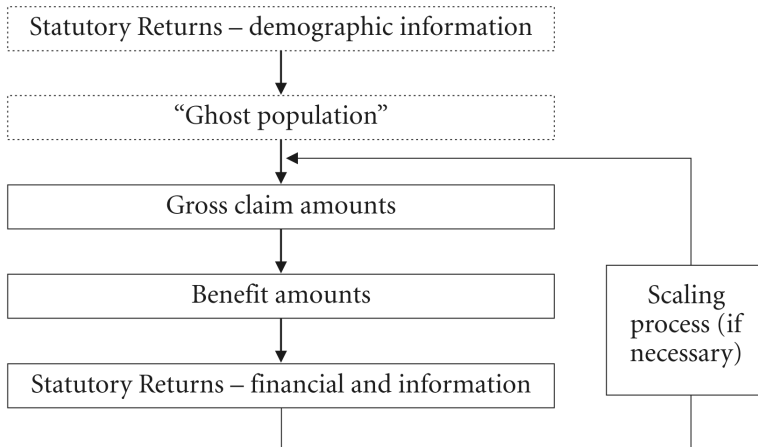 Statutory Returns – demographic information
“Ghost population”
Gross claim amounts
Benefit amounts
Statutory Returns – financial and information
Scaling
process (if
necessary)